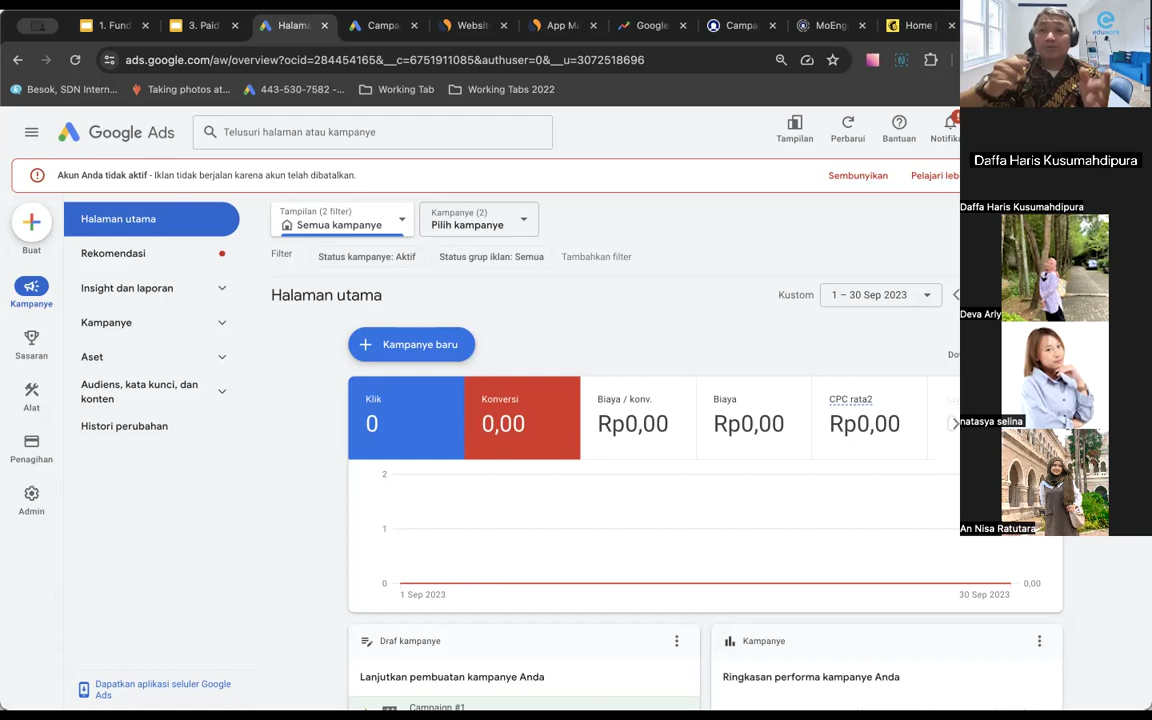 1. Fund
3. Paid
Halama
Campa
Websit
App Ma
Google
Campa
MoEng
Home
ads.google.com/aw/overview?ocid=284454165&__c=6751911085&authuser=0&__u=3072518696
Besok, SDN Intern...
Taking photos at...
443-530-7582 –...
Working Tab
Working Tabs 2022
eduwork
Google Ads
Telusuri halaman atau kampanye
Tampilan
Perbarui
Bantuan
Notifika
Akun Anda tidak aktif - Iklan tidak berjalan karena akun telah dibatalkan.
Sembunyikan
Pelajari leb
Buat
Kampanye
Sasaran
Alat
Penagihan
Admin
Halaman utama
Rekomendasi
Insight dan laporan
Kampanye
Aset
Audiens, kata kunci, dan
konten
Histori perubahan
Dapatkan aplikasi seluler Google
Ads
Tampilan (2 filter)
Semua kampanye
Kampanye (2)
Pilih kampanye
Filter
Status kampanye: Aktif
Status grup iklan: Semua
Tambahkan filter
Halaman utama
Kustom
1 – 30 Sep 2023
Kampanye baru
Klik
0
Konversi
0,00
Biaya / konv.
Rp0,00
Biaya
Rp0,00
CPC rata2
Rp0,00
2
1
0
0,00
1 Sep 2023
30 Sep 2023
Draf kampanye
Lanjutkan pembuatan kampanye Anda
Campaign #1
Kampanye
Ringkasan performa kampanye Anda
Daffa Haris Kusumahdipura
Daffa Haris Kusumahdipura
Deva Arly
natasya selina
An Nisa Ratutara